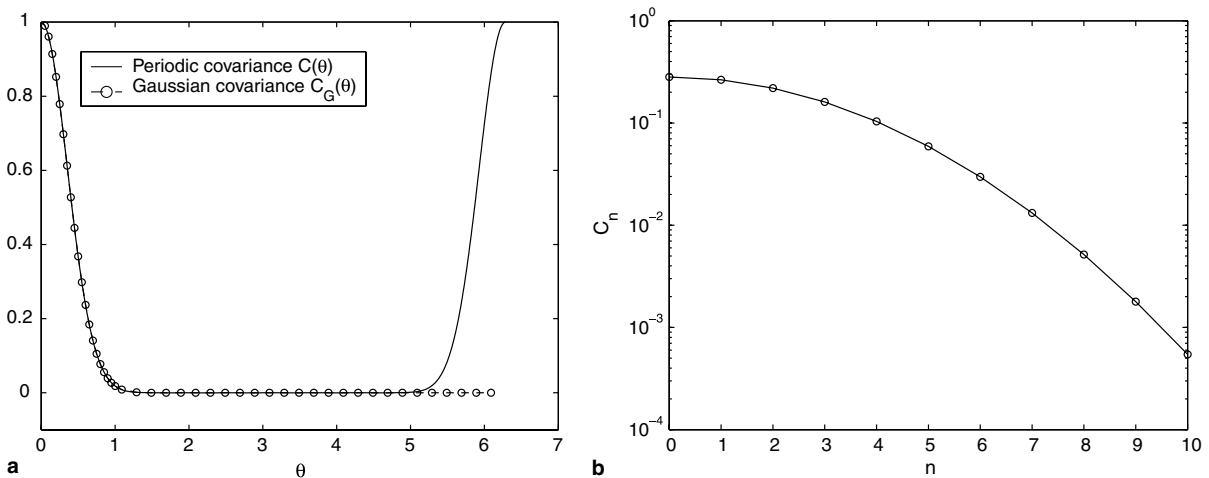 1
0.8
0.6
0.4
0.2
0
0 1 2 3 4 5 6 7
θ
a
Periodic covariance C(θ)
Gaussian covariance C_G(θ)
10^0
10^-1
10^-2
10^-3
10^-4
C_n
0 1 2 3 4 5 6 7 8 9 10
n
b